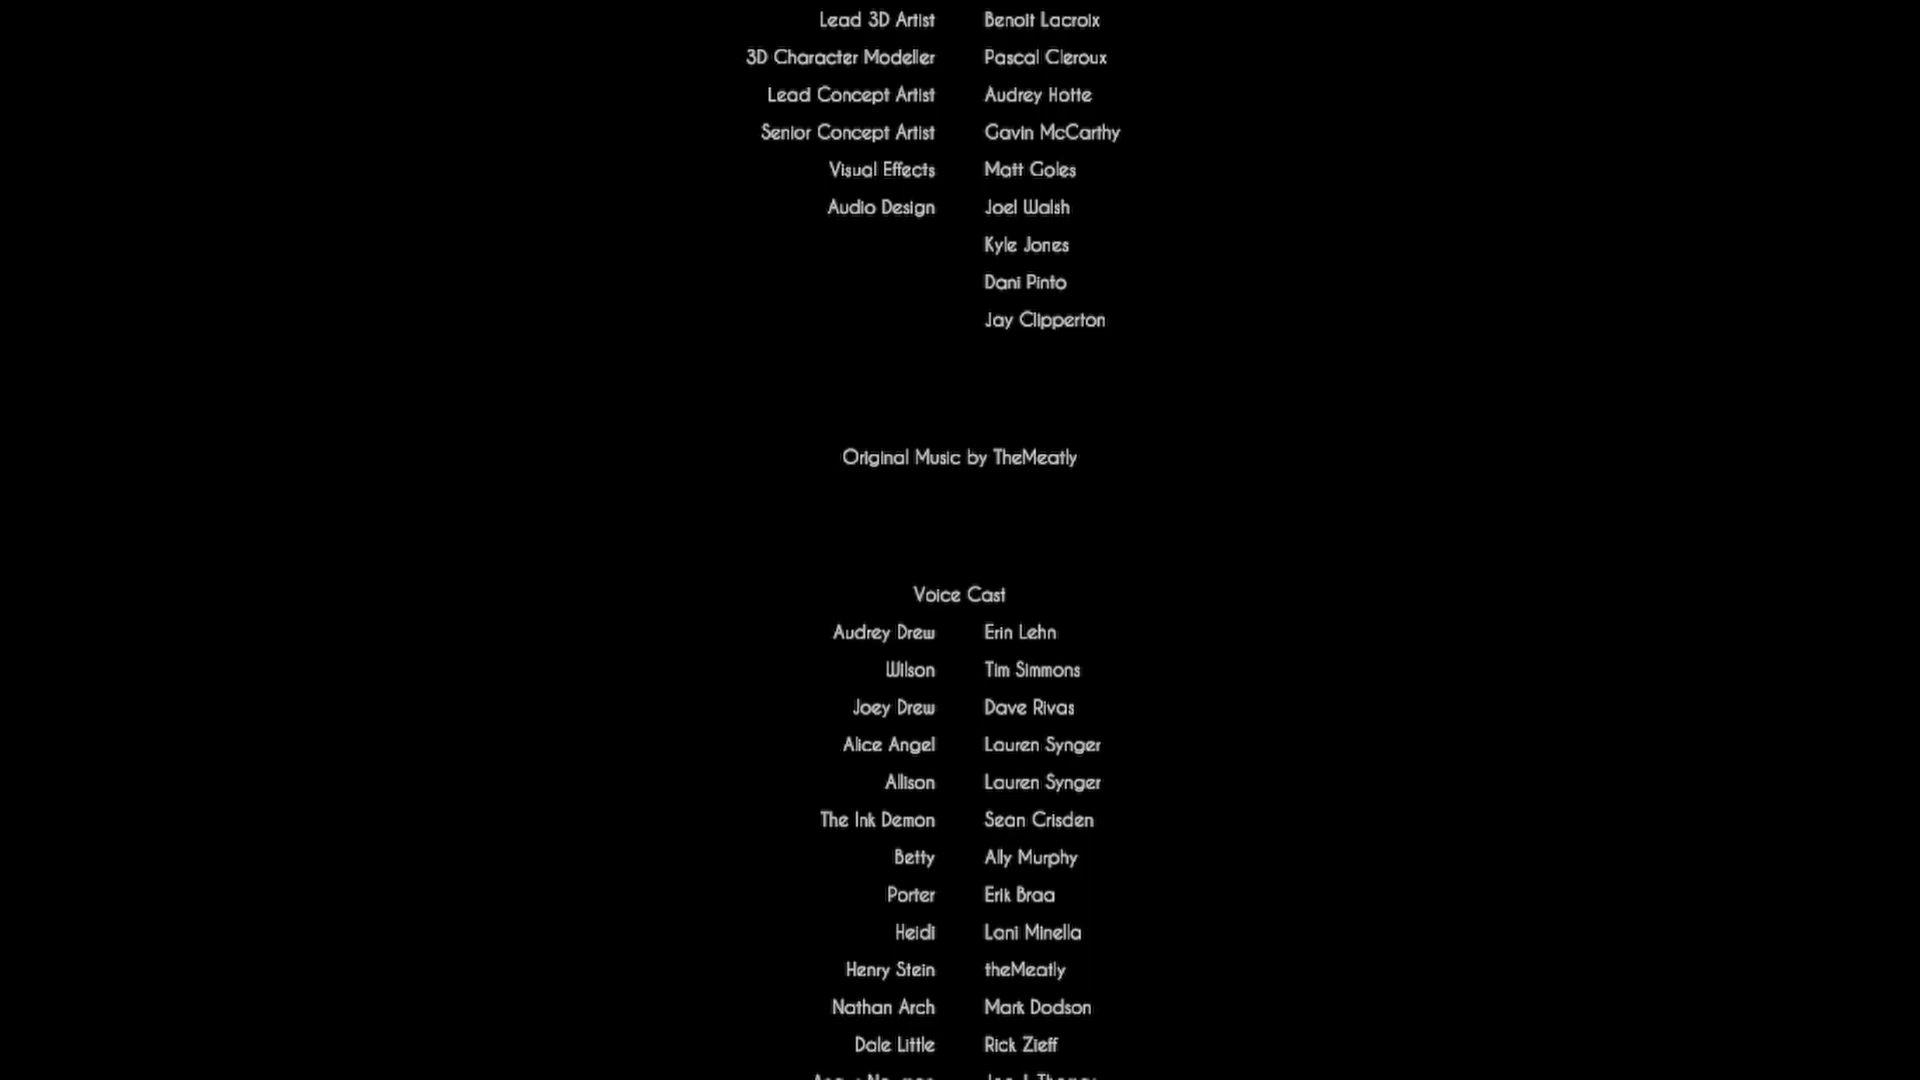 Lead 3D Artist Benoit Lacroix
3D Character Modeller Pascal Cleroux
Lead Concept Artist Audrey Hotte
Senior Concept Artist Gavin McCarthy
Visual Effects Matt Goles
Audio Design Joel Walsh
Kyle Jones
Dani Pinto
Jay Clipperton
Original Music by TheMeatly
Voice Cast
Audrey Drew Erin Lehn
Wilson Tim Simmons
Joey Drew Dave Rivas
Alice Angel Lauren Synger
Allison Lauren Synger
The Ink Demon Sean Crisden
Betty Ally Murphy
Porter Erik Braa
Heidi Lani Minella
Henry Stein theMeatly
Nathan Arch Mark Dodson
Dale Little Rick Zieff